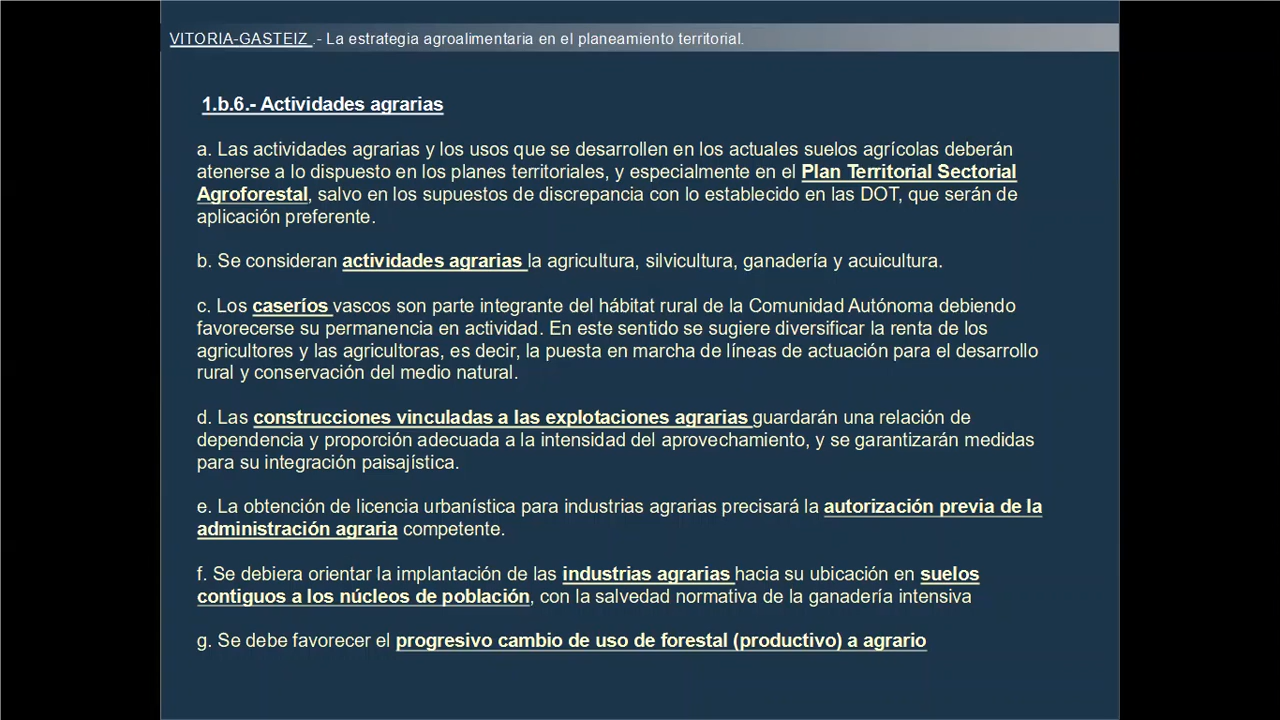 VITORIA-GASTEIZ .- La estrategia agroalimentaria en el planeamiento territorial.
1.b.6.- Actividades agrarias
a. Las actividades agrarias y los usos que se desarrollen en los actuales suelos agrícolas deberán
atenerse a lo dispuesto en los planes territoriales, y especialmente en el Plan Territorial Sectorial
Agroforestal, salvo en los supuestos de discrepancia con lo establecido en las DOT, que serán de
aplicación preferente.
b. Se consideran actividades agrarias la agricultura, silvicultura, ganadería y acuicultura.
c. Los caseríos vascos son parte integrante del hábitat rural de la Comunidad Autónoma debiendo
favorecerse su permanencia en actividad. En este sentido se sugiere diversificar la renta de los
agricultores y las agricultoras, es decir, la puesta en marcha de líneas de actuación para el desarrollo
rural y conservación del medio natural.
d. Las construcciones vinculadas a las explotaciones agrarias guardarán una relación de
dependencia y proporción adecuada a la intensidad del aprovechamiento, y se garantizarán medidas
para su integración paisajística.
e. La obtención de licencia urbanística para industrias agrarias precisará la autorización previa de la
administración agraria competente.
f. Se debiera orientar la implantación de las industrias agrarias hacia su ubicación en suelos
contiguos a los núcleos de población, con la salvedad normativa de la ganadería intensiva
g. Se debe favorecer el progresivo cambio de uso de forestal (productivo) a agrario